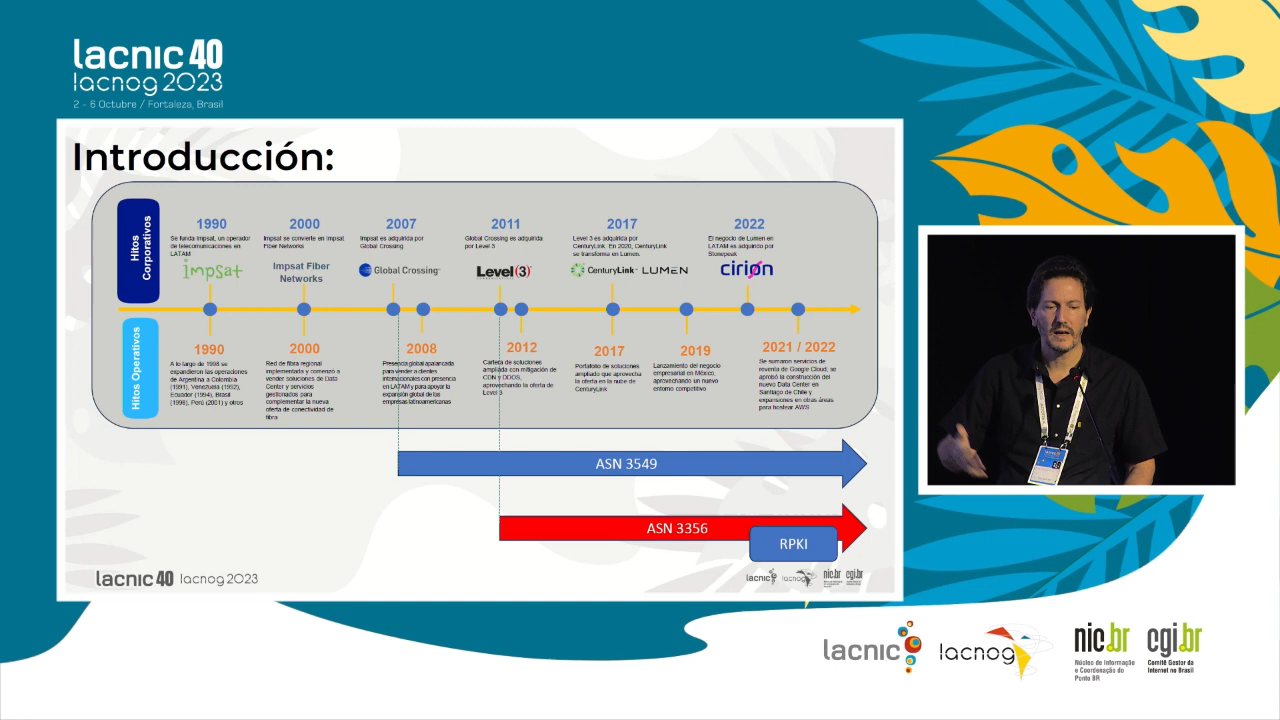 lacnic 40
lacnog 2023
2 - 6 Octubre / Fortaleza, Brasil
Introducción:
Hitos
Corporativos
1990
Se funda Impsat, un operador
de telecomunicaciones en
LATAM
impsat
2000
Impsat se convierte en Impsat
Fiber Networks
Impsat Fiber
Networks
2007
Impsat es adquirida por
Global Crossing
Global Crossing
2011
Global Crossing es adquirida
por Level 3
Level(3)
2017
Level 3 es adquirida por
CenturyLink. En 2020, CenturyLink
se transforma en Lumen.
CenturyLink LUMEN
2022
El negocio de Lumen en
LATAM es adquirido por
Stonepeak
cirion
Hitos Operativos
1990
A lo largo de 1998 se
expandieron las operaciones
de Argentina a Colombia
(1991), Venezuela (1992),
Ecuador (1994), Brasil
(1998), Perú (2001) y otros
2000
Red de fibra regional
implementada y comenzó a
vender soluciones de Data
Center y servicios
gestionados para
complementar la nueva
oferta de conectividad de
fibra
2008
Presencia global apalancada
para vender a clientes
internacionales con presencia
en LATAM y para apoyar la
expansión global de las
empresas latinoamericanas
2012
Cartera de soluciones
ampliada con mitigación de
CDN y DDOS,
aprovechando la oferta de
Level 3
2017
Portafolio de soluciones
ampliado que aprovecha
la oferta en la nube de
CenturyLink
2019
Lanzamiento del negocio
empresarial en México,
aprovechando un nuevo
entorno competitivo
2021 / 2022
Se sumaron servicios de
reventa de Google Cloud; se
aprobó la construcción del
nuevo Data Center en
Santiago de Chile y
expansiones en otras áreas
para hostear AWS
ASN 3549
ASN 3356
RPKI
lacnic 40 lacnog 2023
lacnic lacnog nic.br cgi.br
lacnic lacnog nic.br cgi.br
Núcleo de Informação
e Coordenação do
Ponto BR
Comitê Gestor da
Internet no Brasil